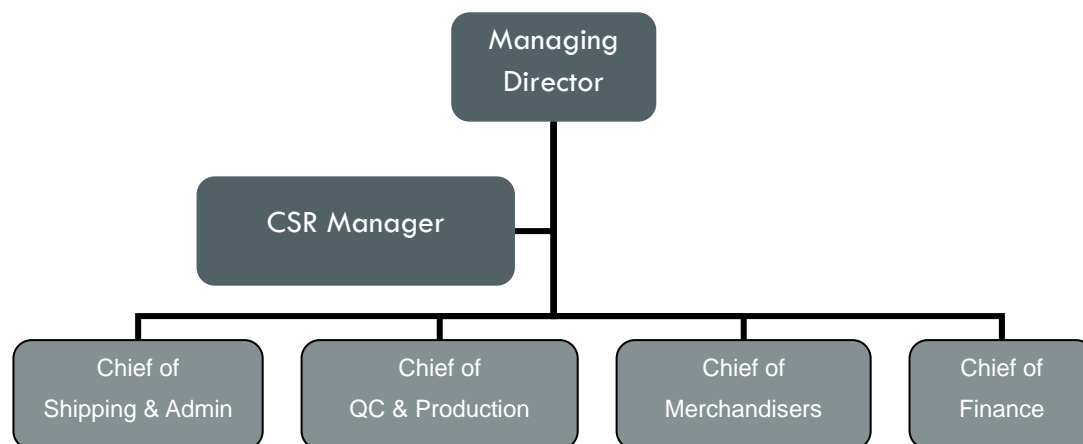 Managing
Director
CSR Manager
Chief of
Shipping & Admin
Chief of
QC & Production
Chief of
Merchandisers
Chief of
Finance